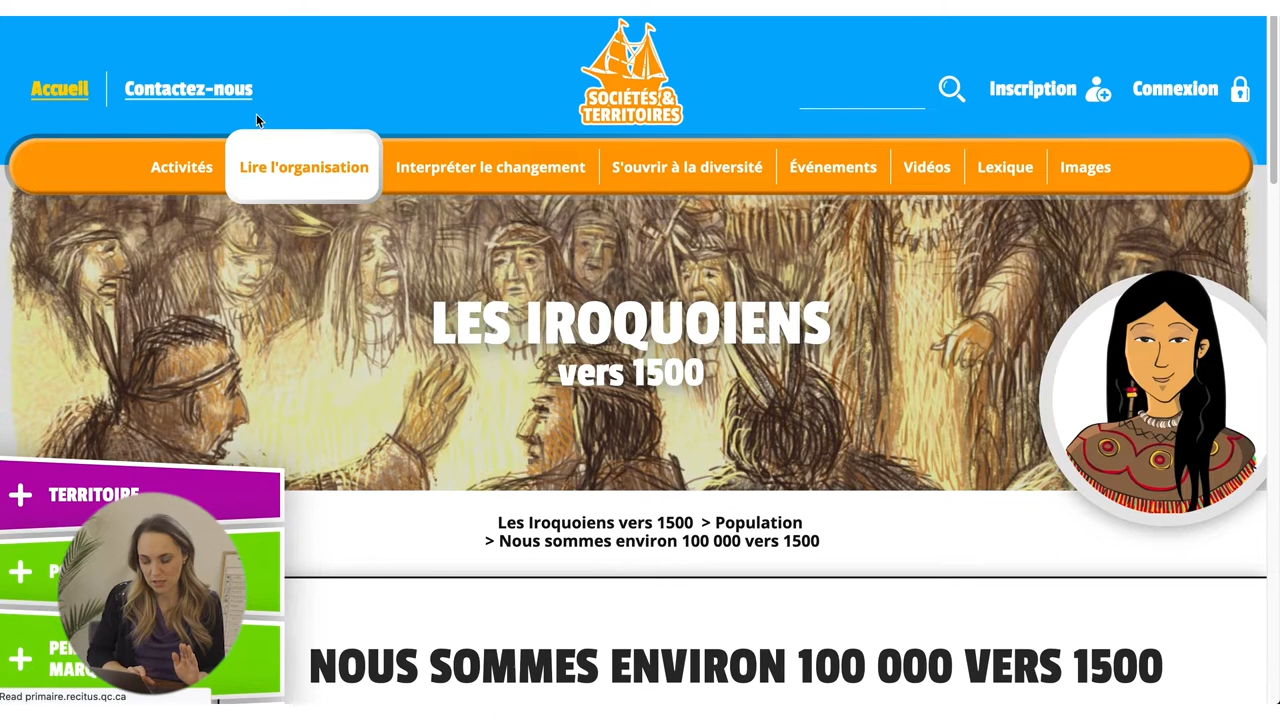 Accueil
Contactez-nous
SOCIÉTÉS &
TERRITOIRES
Inscription
Connexion
Activités
Lire l'organisation
Interpréter le changement
S'ouvrir à la diversité
Événements
Vidéos
Lexique
Images
LES IROQUOIENS
vers 1500
+ TERRITOIRE
+
+
Les Iroquoiens vers 1500 > Population
> Nous sommes environ 100 000 vers 1500
NOUS SOMMES ENVIRON 100 000 VERS 1500
Read primaire.recitus.qc.ca